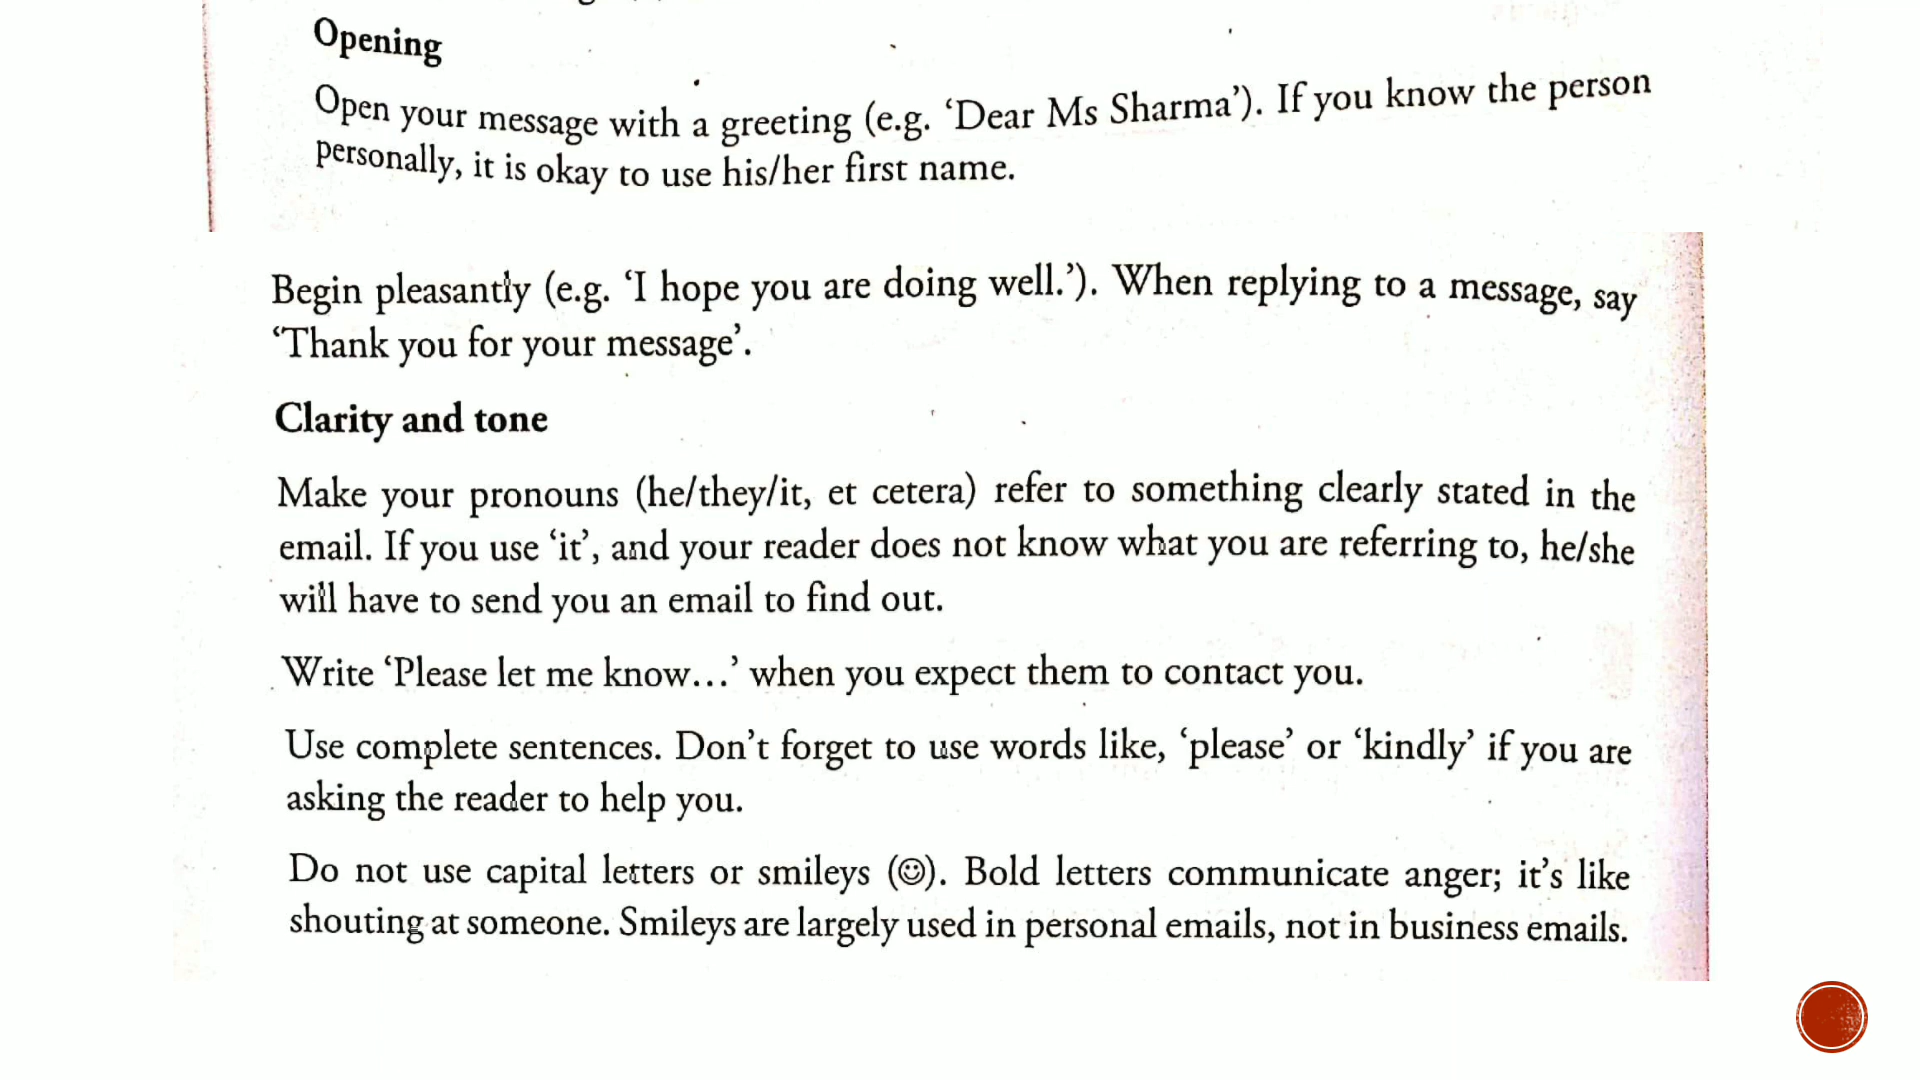 Opening
Open your message with a greeting (e.g. ‘Dear Ms Sharma’). If you know the person
personally, it is okay to use his/her first name.
Begin pleasantly (e.g. ‘I hope you are doing well.’). When replying to a message, say
‘Thank you for your message’.
Clarity and tone
Make your pronouns (he/they/it, et cetera) refer to something clearly stated in the
email. If you use ‘it’, and your reader does not know what you are referring to, he/she
will have to send you an email to find out.
Write ‘Please let me know...’ when you expect them to contact you.
Use complete sentences. Don’t forget to use words like, ‘please’ or ‘kindly’ if you are
asking the reader to help you.
Do not use capital letters or smileys (☺). Bold letters communicate anger; it’s like
shouting at someone. Smileys are largely used in personal emails, not in business emails.